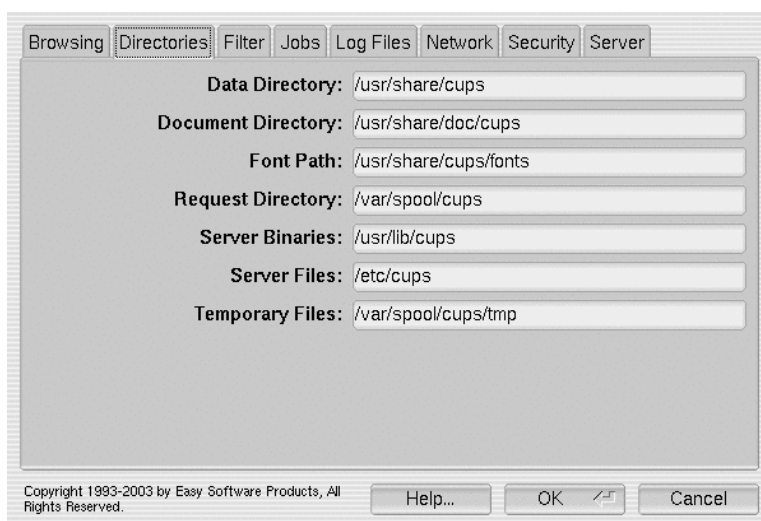 Browsing Directories Filter Jobs Log Files Network Security Server
Data Directory: /usr/share/cups
Document Directory: /usr/share/doc/cups
Font Path: /usr/share/cups/fonts
Request Directory: /var/spool/cups
Server Binaries: /usr/lib/cups
Server Files: /etc/cups
Temporary Files: /var/spool/cups/tmp
Copyright 1993-2003 by Easy Software Products, All
Rights Reserved.
Help... OK Cancel